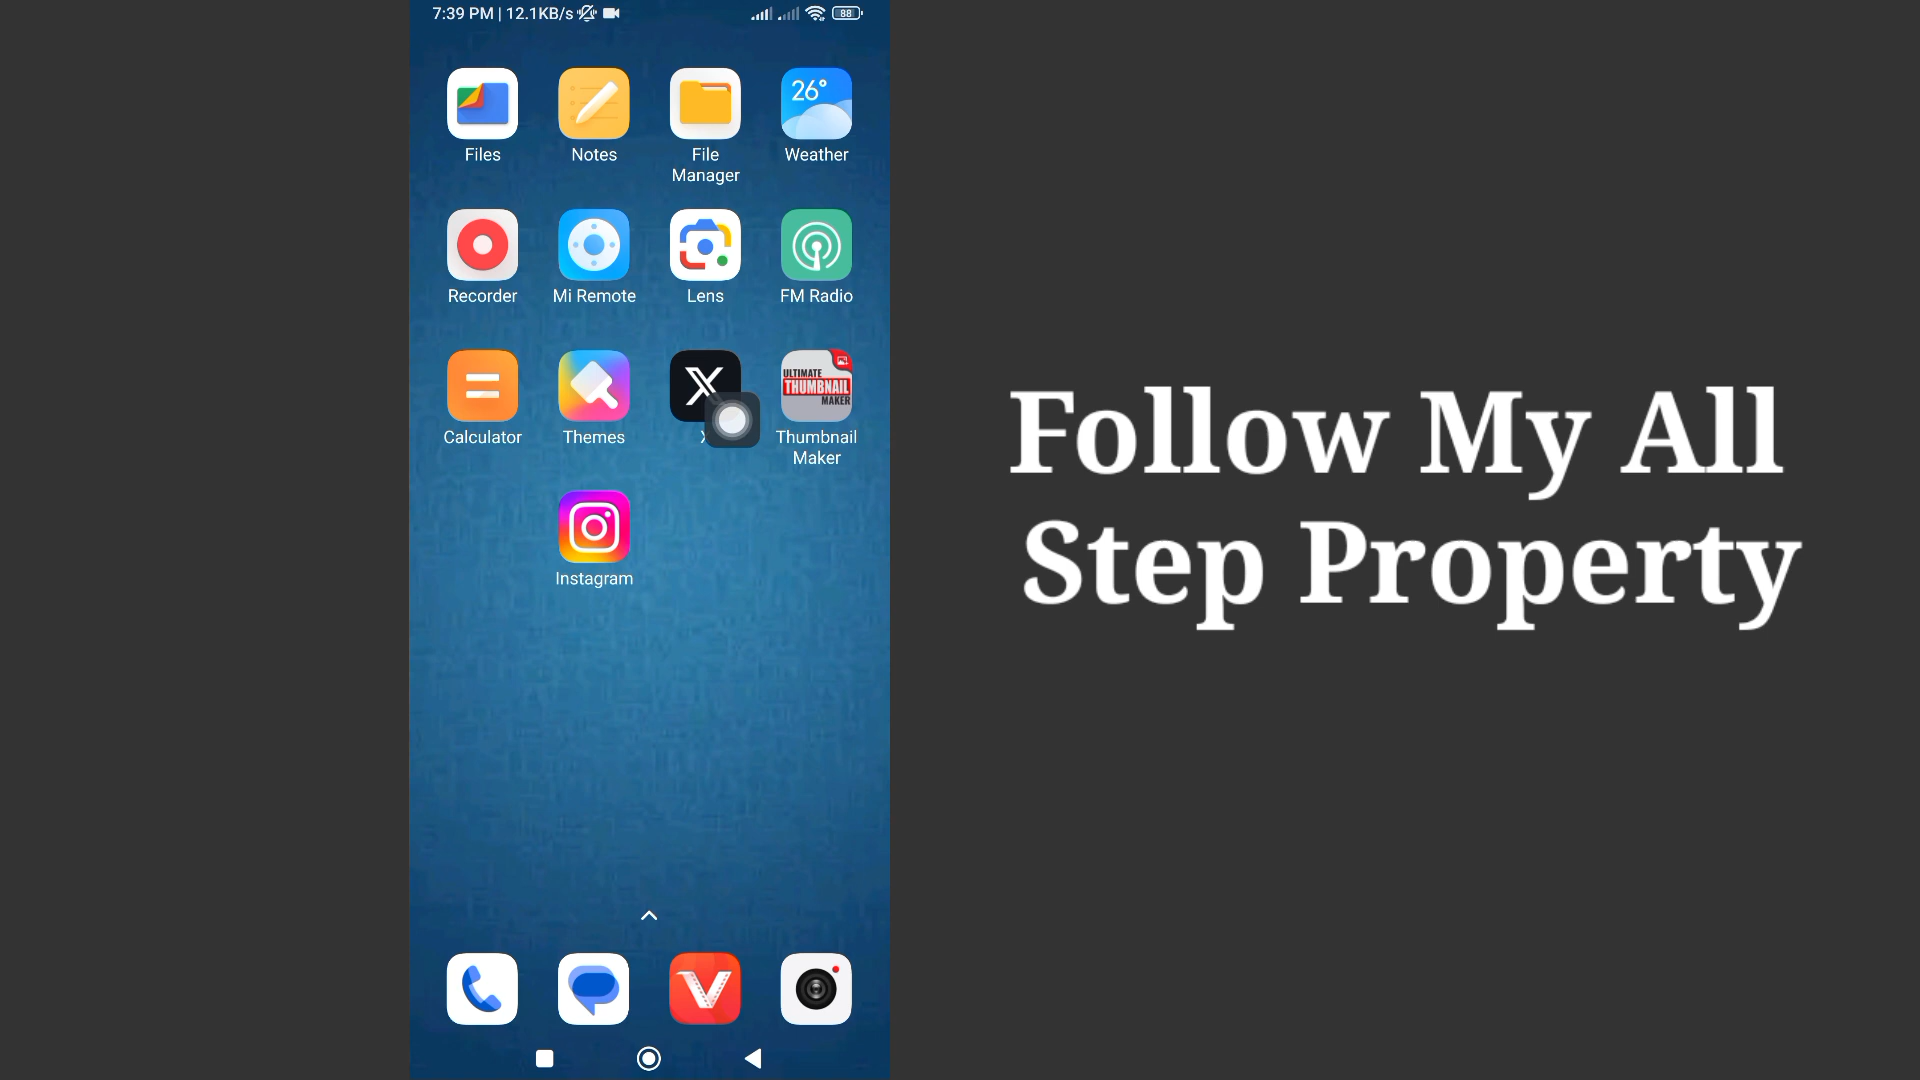 7:39 PM | 12.1KB/s
88
26°
Files
Notes
File
Manager
Weather
Recorder
Mi Remote
Lens
FM Radio
ULTIMATE
THUMBNAIL
MAKER
Calculator
Themes
X
Thumbnail
Maker
Instagram
Follow My All
Step Property